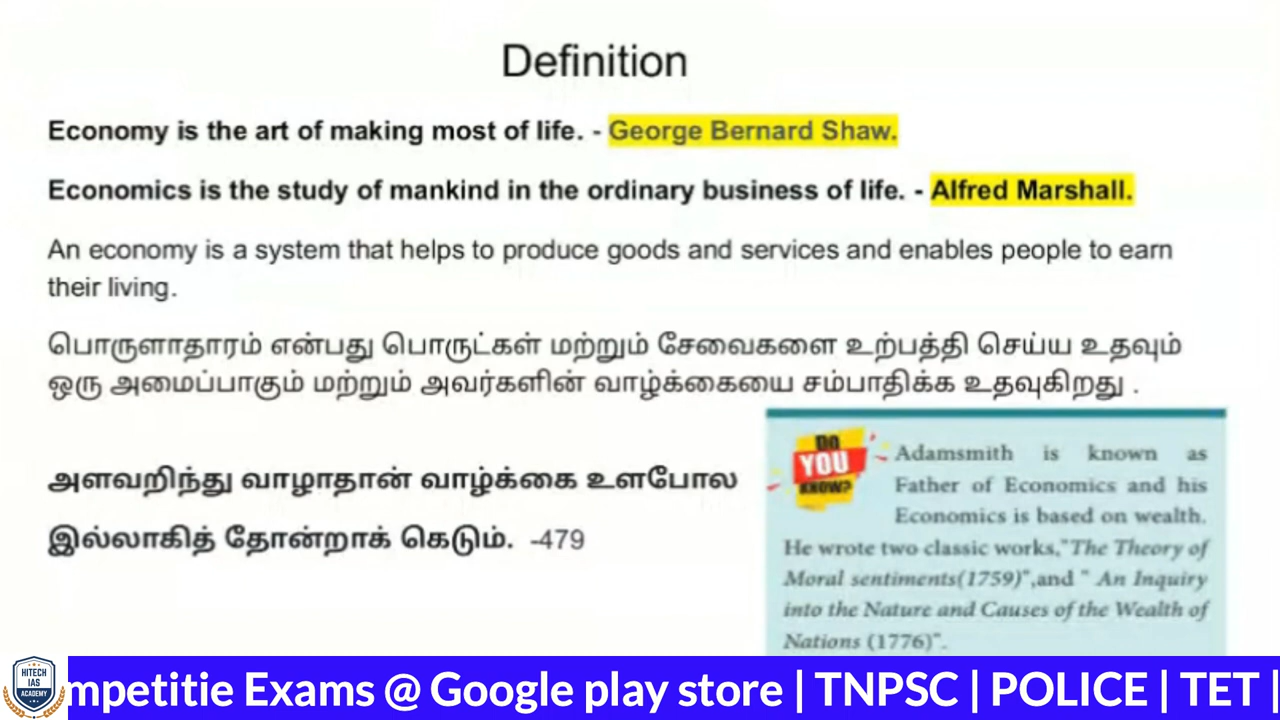 Definition
Economy is the art of making most of life. - George Bernard Shaw.
Economics is the study of mankind in the ordinary business of life. - Alfred Marshall.
An economy is a system that helps to produce goods and services and enables people to earn
their living.
பொருளாதாரம் என்பது பொருட்கள் மற்றும் சேவைகளை உற்பத்தி செய்ய உதவும்
ஒரு அமைப்பாகும் மற்றும் அவர்களின் வாழ்க்கையை சம்பாதிக்க உதவுகிறது .
அளவறிந்து வாழாதான் வாழ்க்கை உளபோல
இல்லாகித் தோன்றாக் கெடும். -479
DO
YOU
KNOW?
Adamsmith is known as
Father of Economics and his
Economics is based on wealth.
He wrote two classic works,"The Theory of
Moral sentiments(1759)",and " An Inquiry
into the Nature and Causes of the Wealth of
Nations (1776)".
HITECH
IAS
ACADEMY
mpetitie Exams @ Google play store | TNPSC | POLICE | TET |